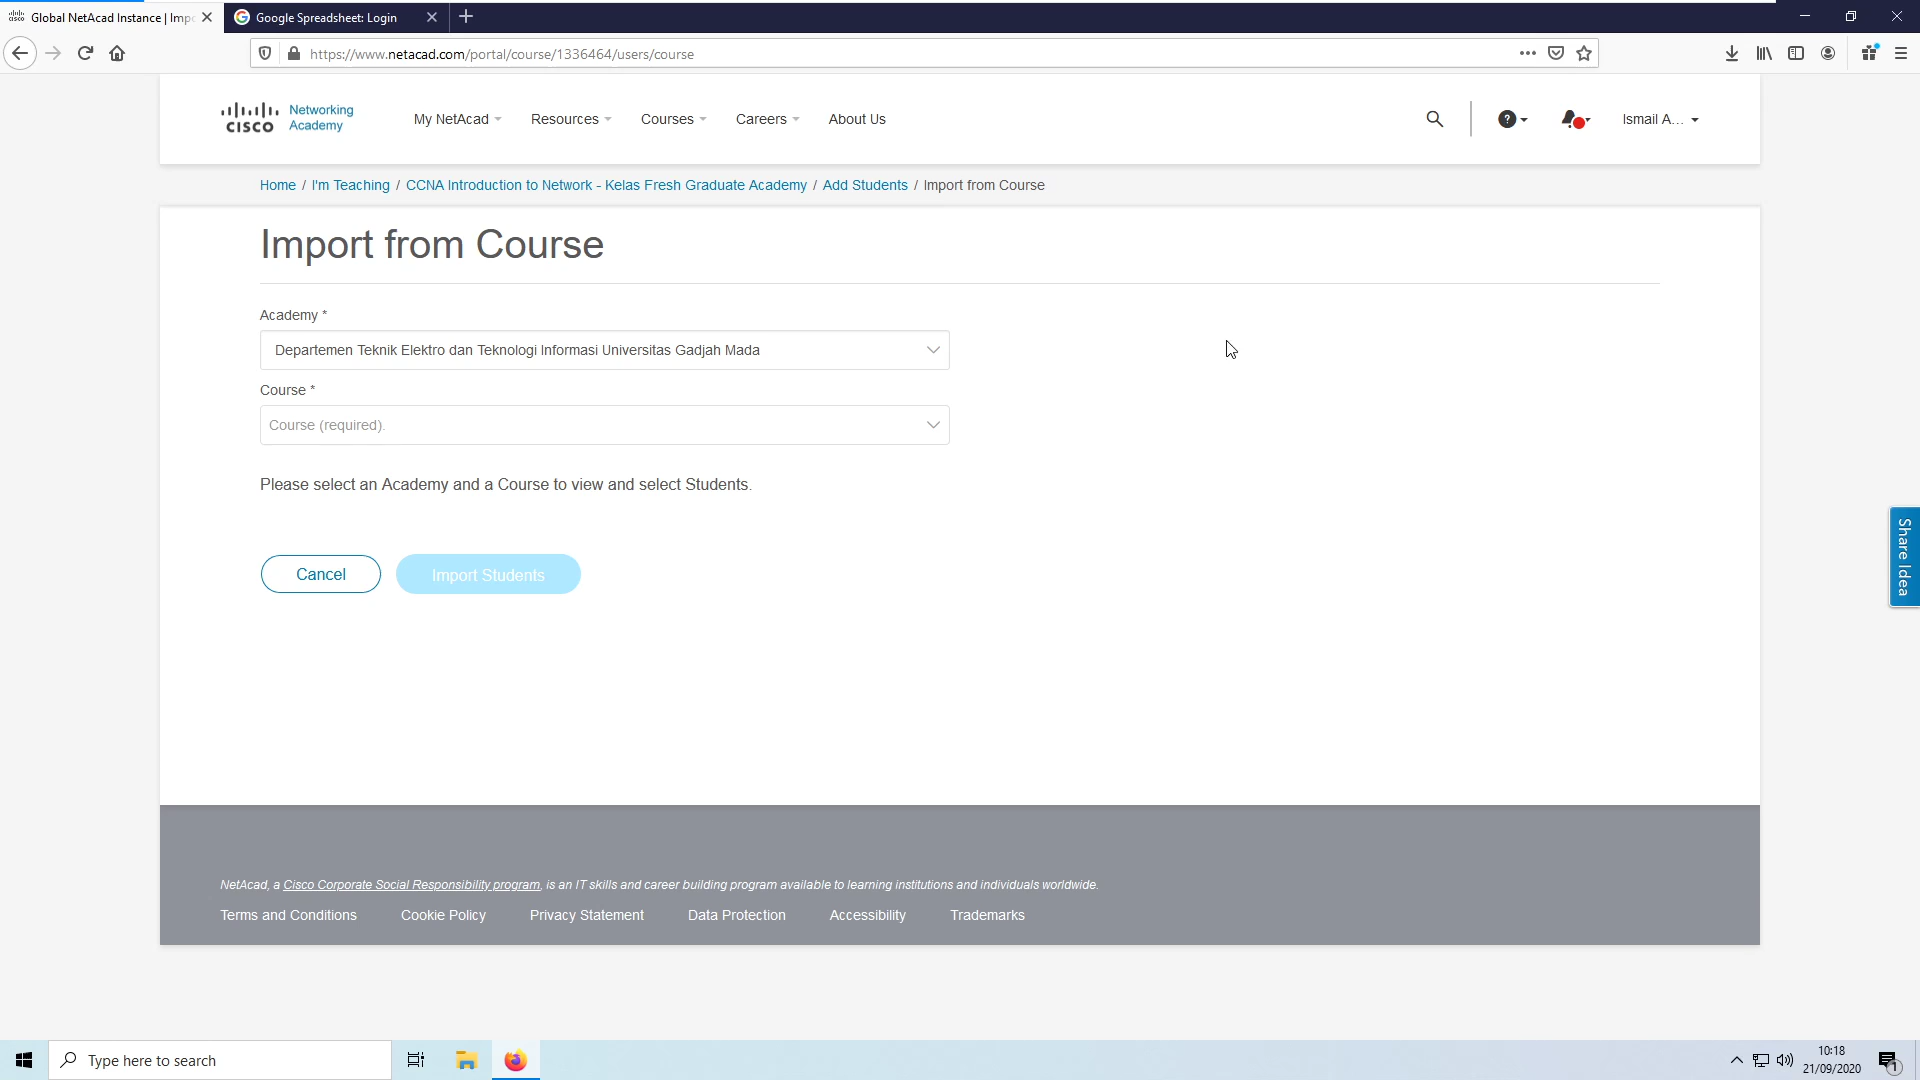 Global NetAcad Instance | Imp
Google Spreadsheet: Login
https://www.netacad.com/portal/course/1336464/users/course
CISCO Networking Academy
My NetAcad
Resources
Courses
Careers
About Us
Ismail A...
Home / I'm Teaching / CCNA Introduction to Network - Kelas Fresh Graduate Academy / Add Students / Import from Course
Import from Course
Academy *
Departemen Teknik Elektro dan Teknologi Informasi Universitas Gadjah Mada
Course *
Course (required).
Please select an Academy and a Course to view and select Students.
Cancel
Import Students
Share Idea
NetAcad, a Cisco Corporate Social Responsibility program, is an IT skills and career building program available to learning institutions and individuals worldwide.
Terms and Conditions
Cookie Policy
Privacy Statement
Data Protection
Accessibility
Trademarks
Type here to search
10:18
21/09/2020
1